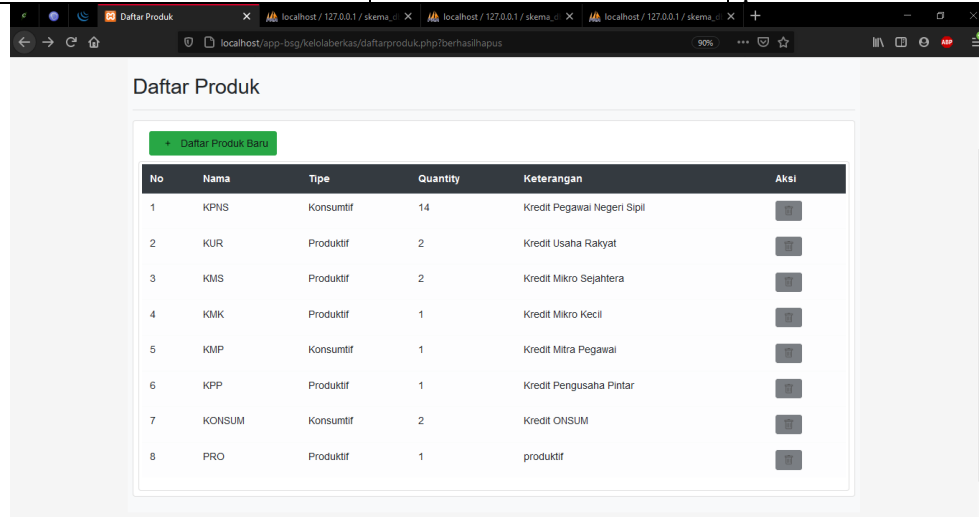 Daftar Produk
localhost / 127.0.0.1 / skema_d
localhost / 127.0.0.1 / skema_d
localhost / 127.0.0.1 / skema_d
localhost/app-bsg/kelolaberkas/daftarproduk.php?berhasilhapus
90%
ABP
Daftar Produk
+ Daftar Produk Baru
No Nama Tipe Quantity Keterangan Aksi
1 KPNS Konsumtif 14 Kredit Pegawai Negeri Sipil
2 KUR Produktif 2 Kredit Usaha Rakyat
3 KMS Produktif 2 Kredit Mikro Sejahtera
4 KMK Produktif 1 Kredit Mikro Kecil
5 KMP Konsumtif 1 Kredit Mitra Pegawai
6 KPP Produktif 1 Kredit Pengusaha Pintar
7 KONSUM Konsumtif 2 Kredit ONSUM
8 PRO Produktif 1 produktif